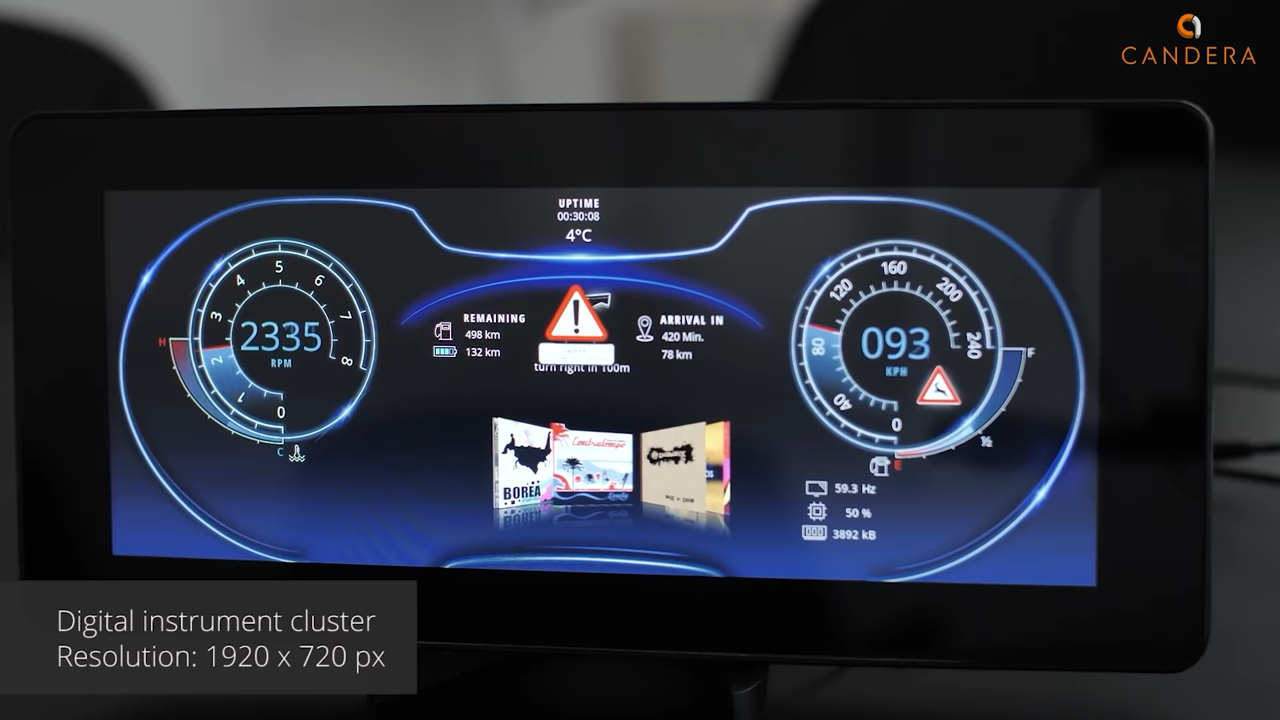 CANDERA
UPTIME
00:30:08
4°C
REMAINING
498 km
132 km
ARRIVAL IN
420 Min.
78 km
turn right in 100m
0
1
2
3
4
5
6
7
8
2335
RPM
H
C
0
40
80
120
160
200
240
093
KPH
F
½
E
BOREA
Contratempo
59.3 Hz
50 %
3892 kB
Digital instrument cluster
Resolution: 1920 x 720 px